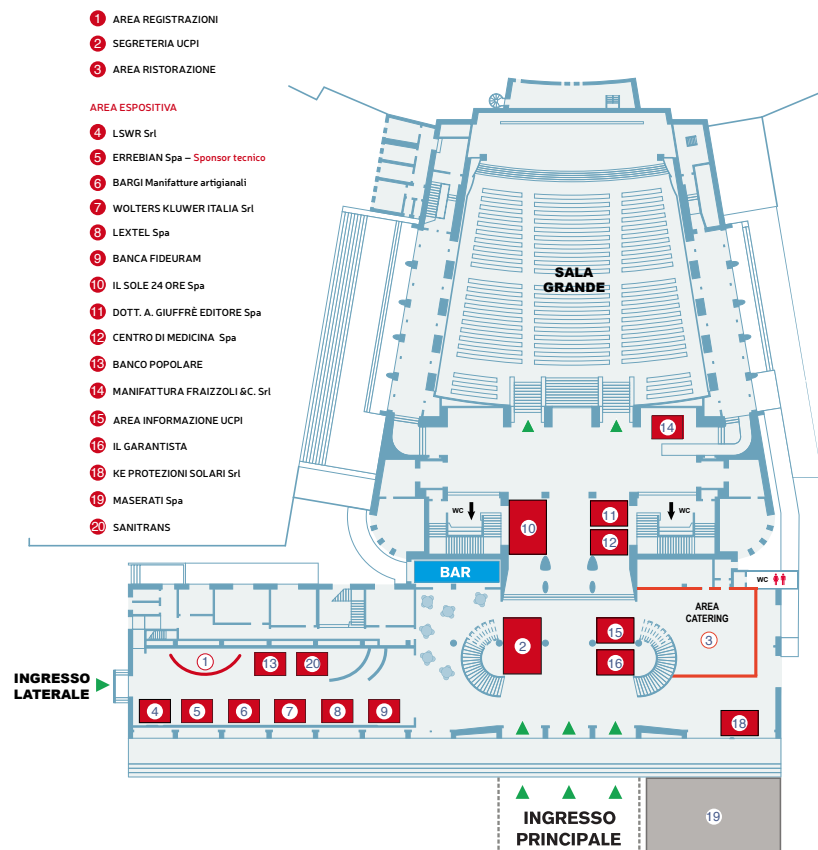 1 AREA REGISTRAZIONI
2 SEGRETERIA UCPI
3 AREA RISTORAZIONE
AREA ESPOSITIVA
4 LSWR Srl
5 ERREBIAN Spa – Sponsor tecnico
6 BARGI Manifatture artigianali
7 WOLTERS KLUWER ITALIA Srl
8 LEXTEL Spa
9 BANCA FIDEURAM
10 IL SOLE 24 ORE Spa
11 DOTT. A. GIUFFRÈ EDITORE Spa
12 CENTRO DI MEDICINA Spa
13 BANCO POPOLARE
14 MANIFATTURA FRAIZZOLI &C. Srl
15 AREA INFORMAZIONE UCPI
16 IL GARANTISTA
18 KE PROTEZIONI SOLARI Srl
19 MASERATI Spa
20 SANITRANS
SALA
GRANDE
14
WC
10
11
12
WC
BAR
WC
AREA
CATERING
3
1
13
20
2
15
16
INGRESSO
LATERALE
4
5
6
7
8
9
18
INGRESSO
PRINCIPALE
19